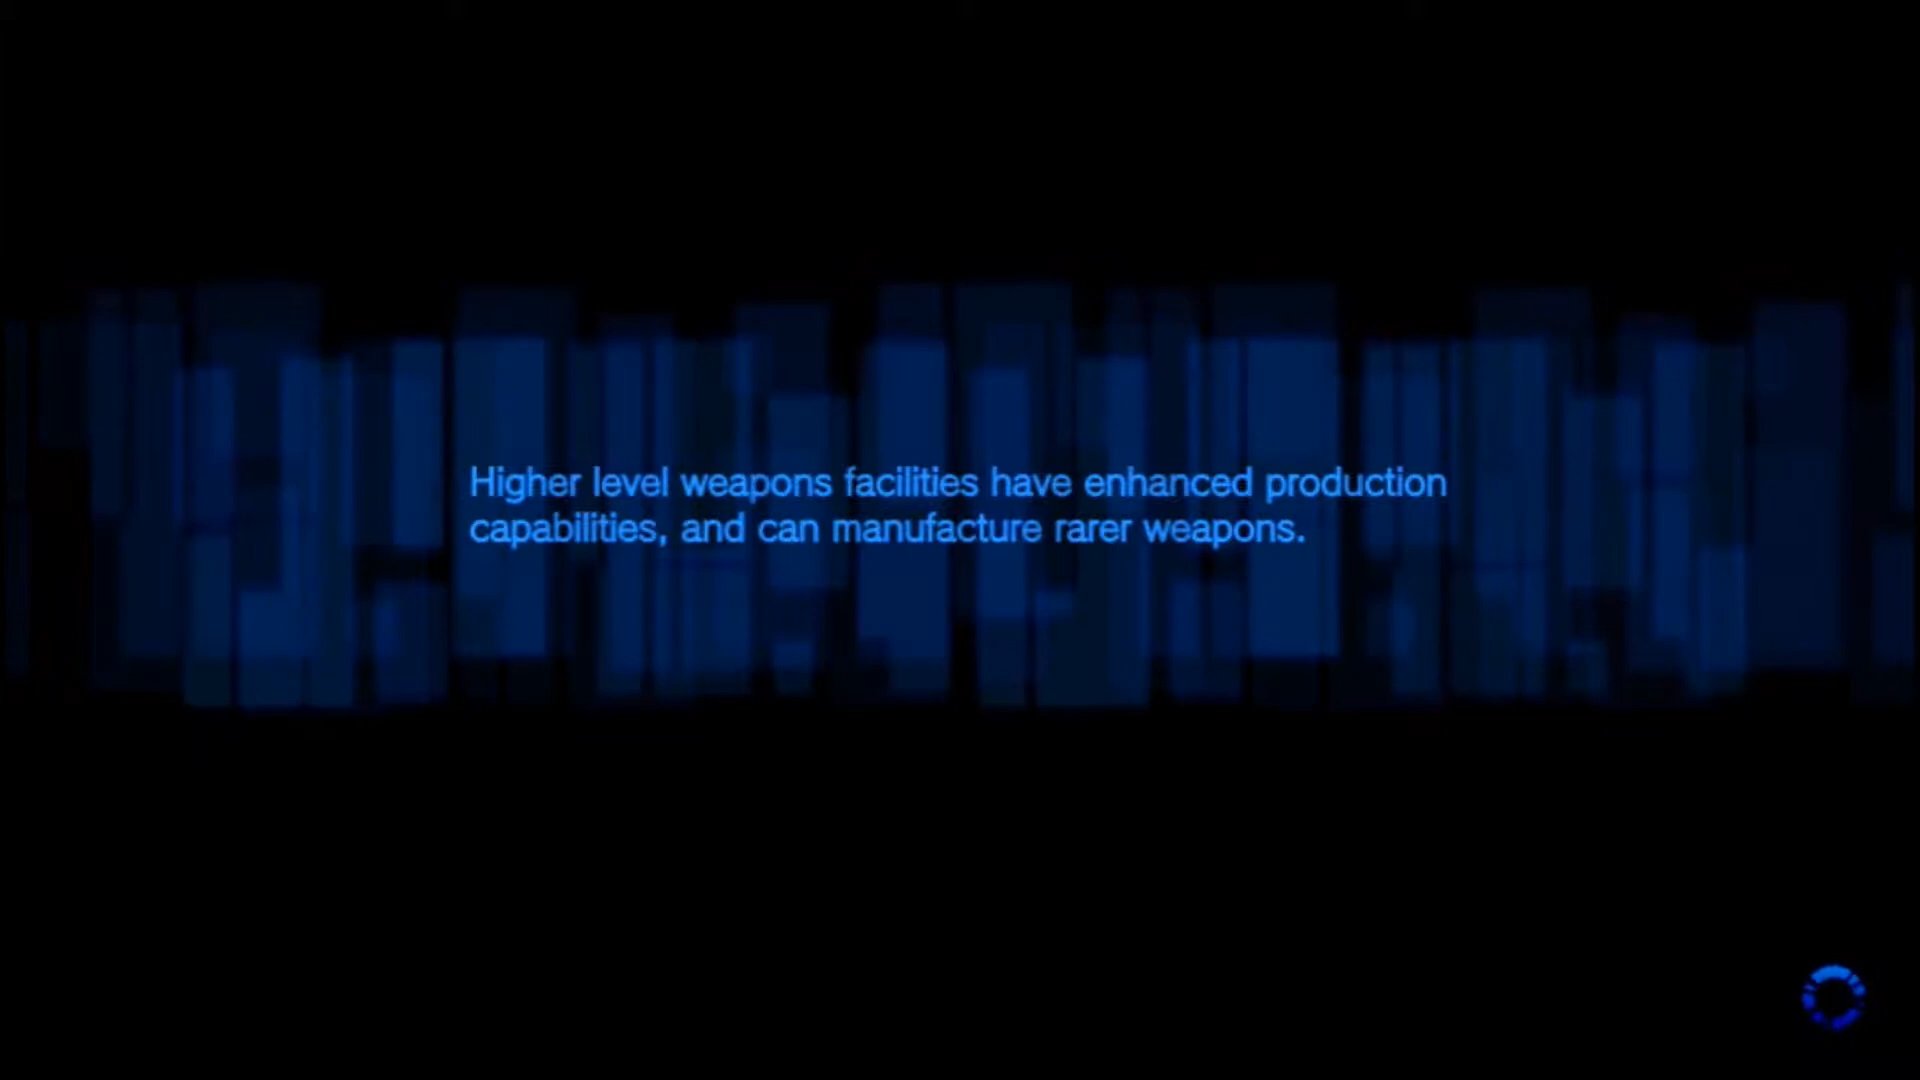 Higher level weapons facilities have enhanced production
capabilities, and can manufacture rarer weapons.